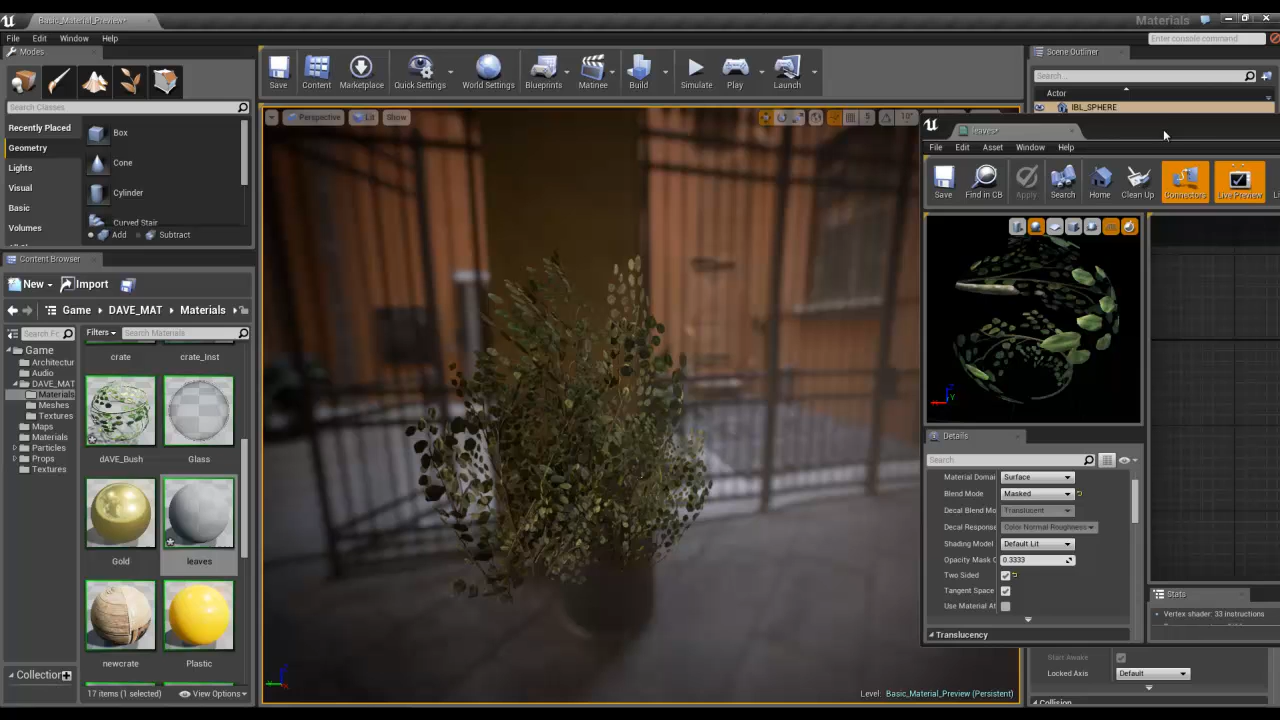 Basic_Material_Preview*
Materials
File Edit Window Help
Enter console command
Modes
Search Classes
Recently Placed
Geometry
Lights
Visual
Basic
Volumes
Box
Cone
Cylinder
Curved Stair
Add Subtract
Save Content Marketplace Quick Settings World Settings Blueprints Matinee Build Simulate Play Launch
Perspective Lit Show
5 10°
Scene Outliner
Search...
Actor
IBL_SPHERE
leaves*
File Edit Asset Window Help
Save Find in CB Apply Search Home Clean Up Connectors Live Preview
Content Browser
New Import
Game DAVE_MAT Materials
Filters Search Materials
Game
Architectur
Audio
DAVE_MAT
Materials
Meshes
Textures
Maps
Materials
Particles
Props
Textures
Collection
crate crate_Inst
dAVE_Bush Glass
Gold leaves
newcrate Plastic
17 items (1 selected) View Options
Level: Basic_Material_Preview (Persistent)
Details
Search
Material Domai Surface
Blend Mode Masked
Decal Blend Mo Translucent
Decal Response Color Normal Roughness
Shading Model Default Lit
Opacity Mask C 0.3333
Two Sided
Tangent Space
Use Material At
Translucency
Stats
Vertex shader: 33 instructions
Start Awake
Locked Axis Default
Collision